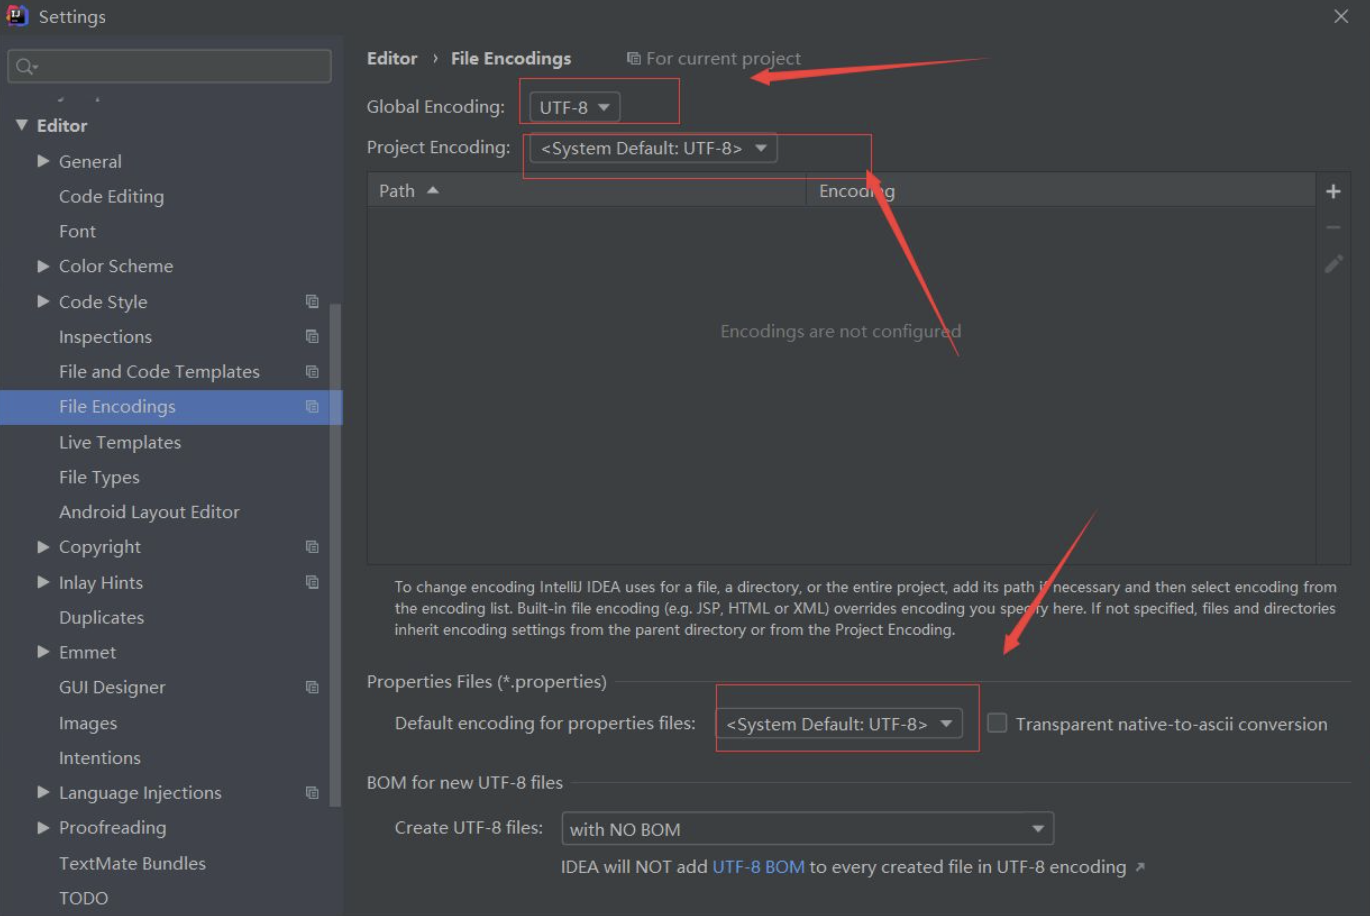 Settings
Editor › File Encodings For current project
Global Encoding: UTF-8
Project Encoding: <System Default: UTF-8>
Path Encoding
Encodings are not configured
To change encoding IntelliJ IDEA uses for a file, a directory, or the entire project, add its path if necessary and then select encoding from
the encoding list. Built-in file encoding (e.g. JSP, HTML or XML) overrides encoding you specify here. If not specified, files and directories
inherit encoding settings from the parent directory or from the Project Encoding.
Properties Files (*.properties)
Default encoding for properties files: <System Default: UTF-8> Transparent native-to-ascii conversion
BOM for new UTF-8 files
Create UTF-8 files: with NO BOM
IDEA will NOT add UTF-8 BOM to every created file in UTF-8 encoding ↗
Editor
General
Code Editing
Font
Color Scheme
Code Style
Inspections
File and Code Templates
File Encodings
Live Templates
File Types
Android Layout Editor
Copyright
Inlay Hints
Duplicates
Emmet
GUI Designer
Images
Intentions
Language Injections
Proofreading
TextMate Bundles
TODO